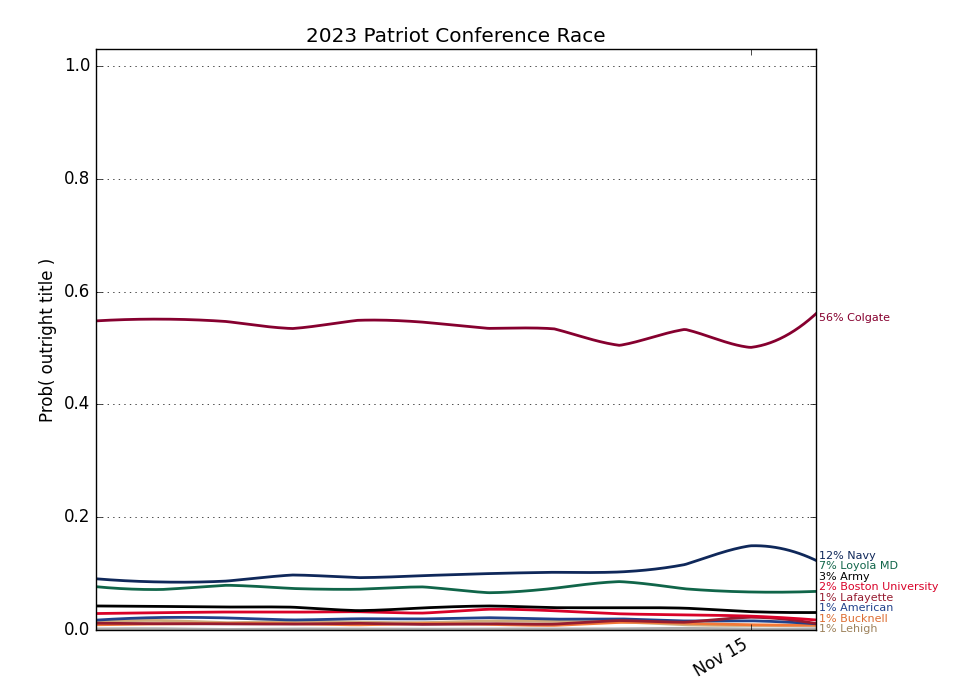 2023 Patriot Conference Race
1.0
0.8
0.6
0.4
0.2
0.0
Prob( outright title )
Nov 15
56% Colgate
12% Navy
7% Loyola MD
3% Army
2% Boston University
1% Lafayette
1% American
1% Bucknell
1% Lehigh